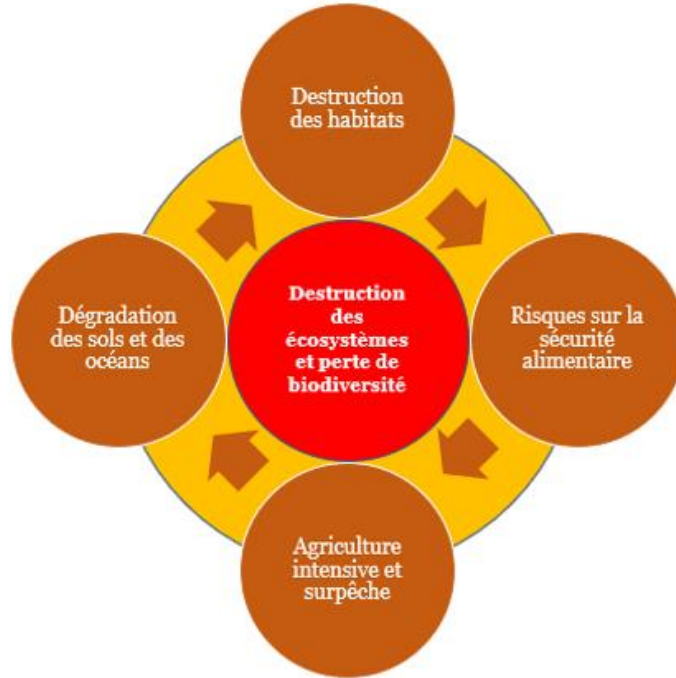 Destruction
des habitats
Dégradation
des sols et des
océans
Destruction
des
écosystèmes
et perte de
biodiversité
Risques sur la
sécurité
alimentaire
Agriculture
intensive et
surpêche